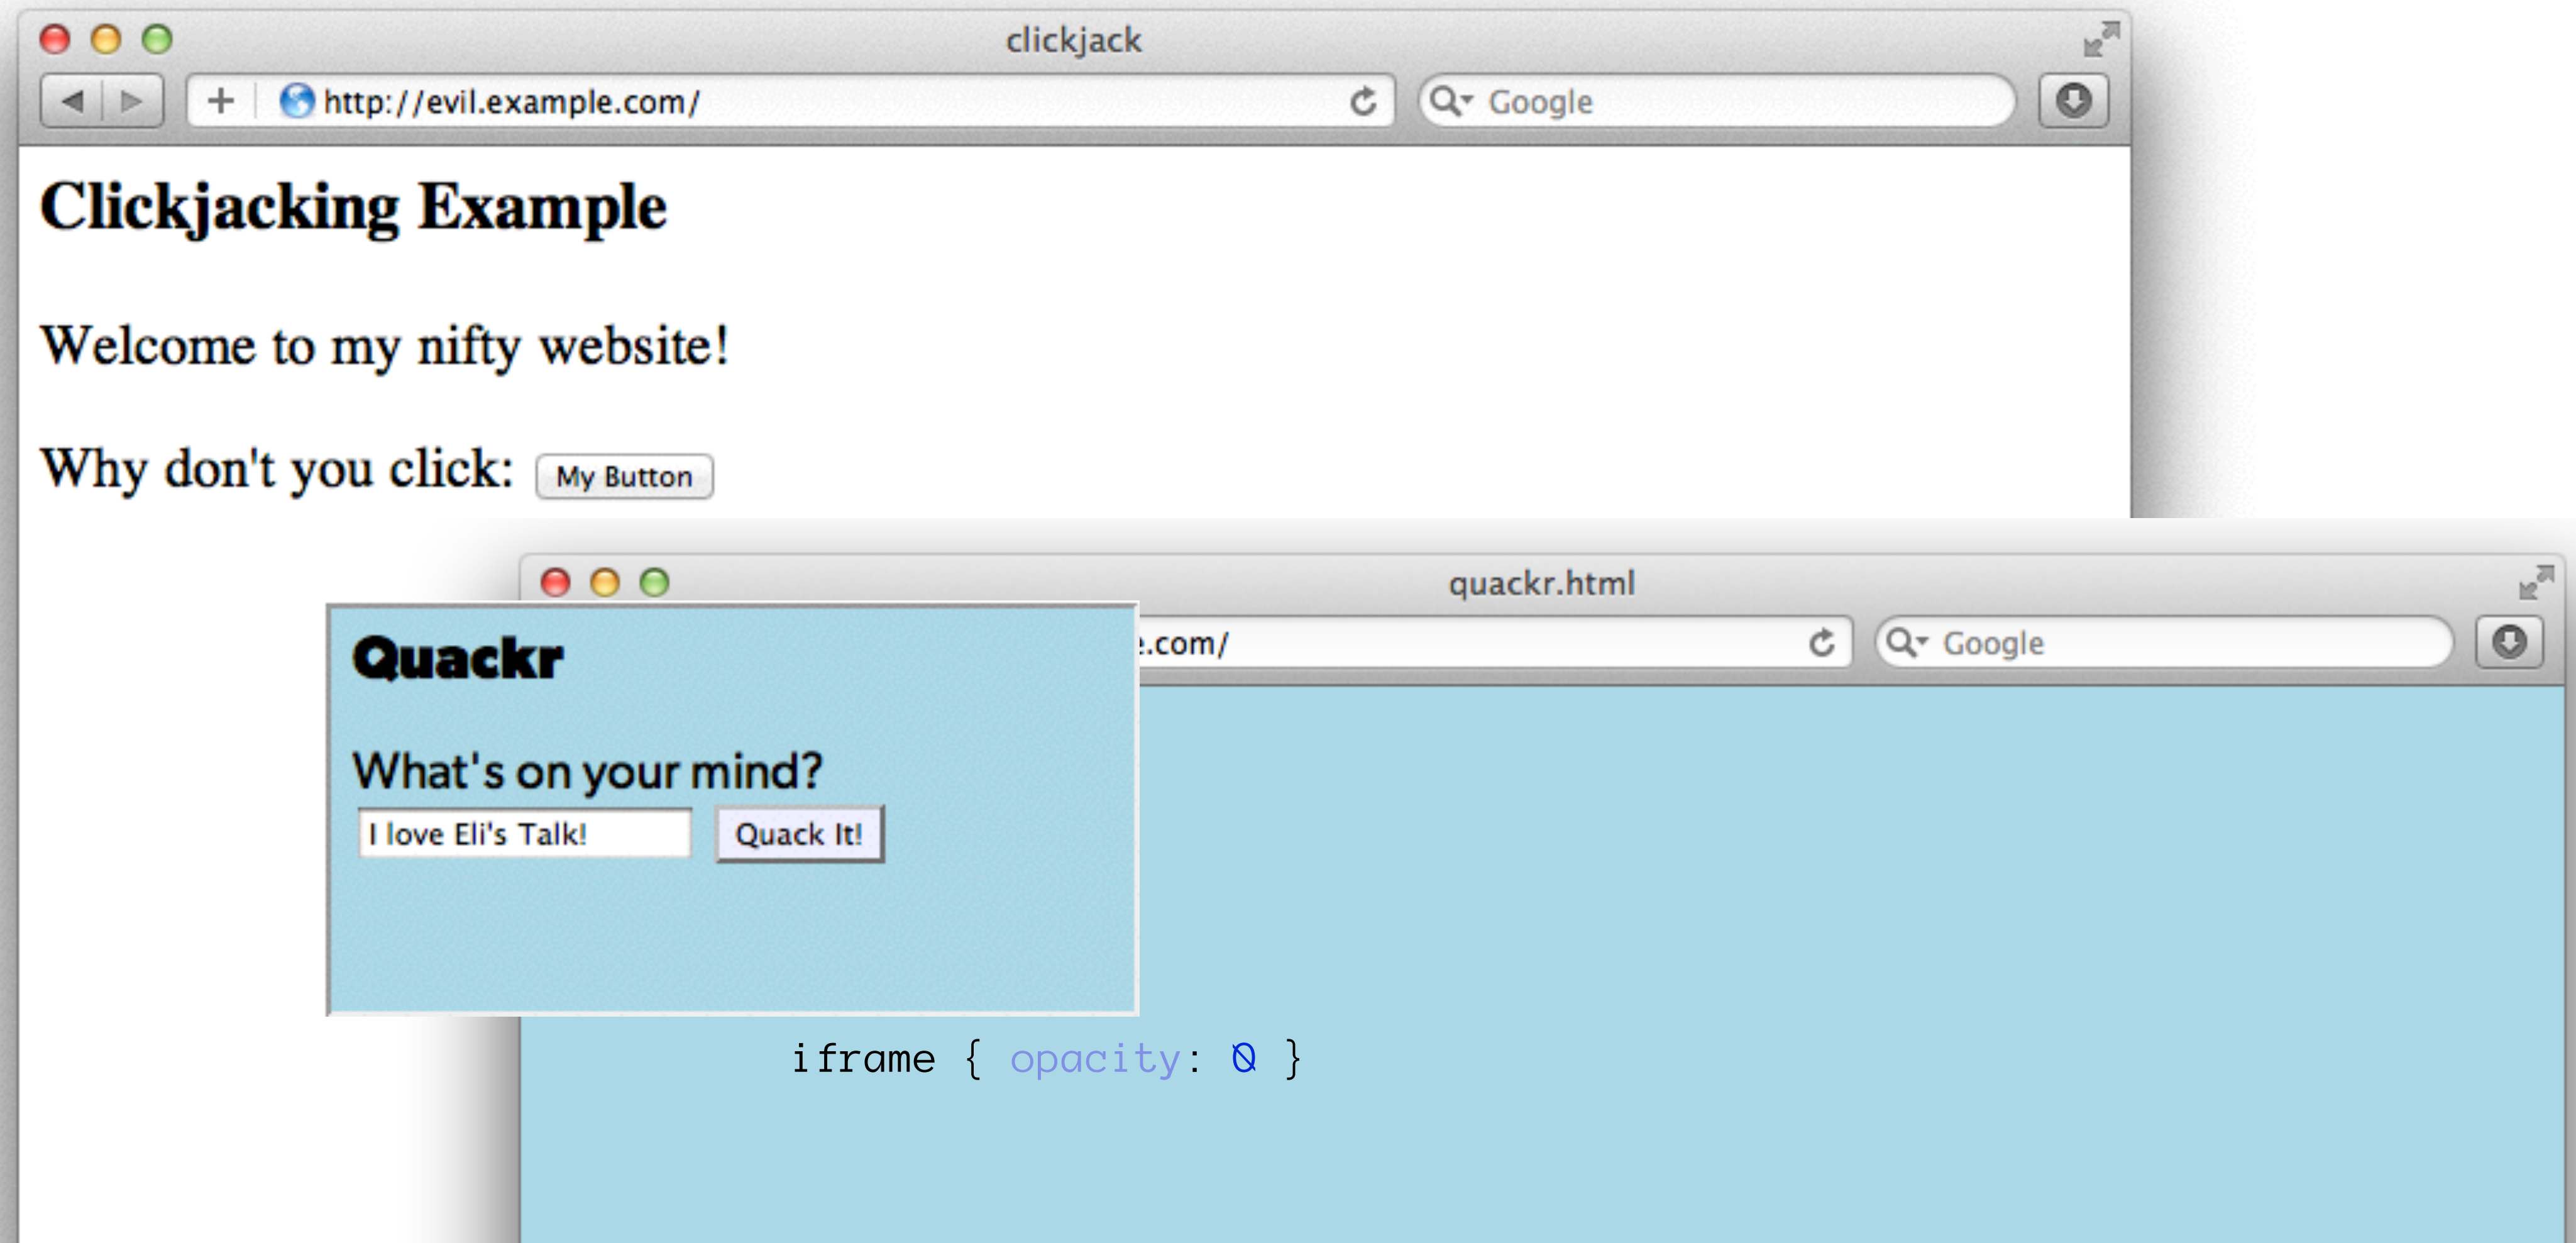 clickjack
http://evil.example.com/
Google
Clickjacking Example
Welcome to my nifty website!
Why don't you click: My Button
quackr.html
e.com/
Google
Quackr
What's on your mind?
I love Eli's Talk! Quack It!
iframe { opacity: 0 }